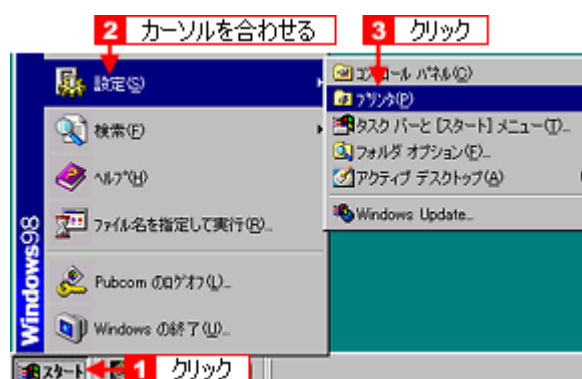 2 カーソルを合わせる
3 クリック
設定(S)
検索(F)
ヘルプ(H)
ファイル名を指定して実行(R)...
Pubcom のログオフ(L)...
Windows の終了(U)...
Windows98
コントロール パネル(C)
プリンタ(P)
タスク バーと [スタート] メニュー(T)...
フォルダ オプション(F)...
アクティブ デスクトップ(A)
Windows Update...
スタート
1 クリック